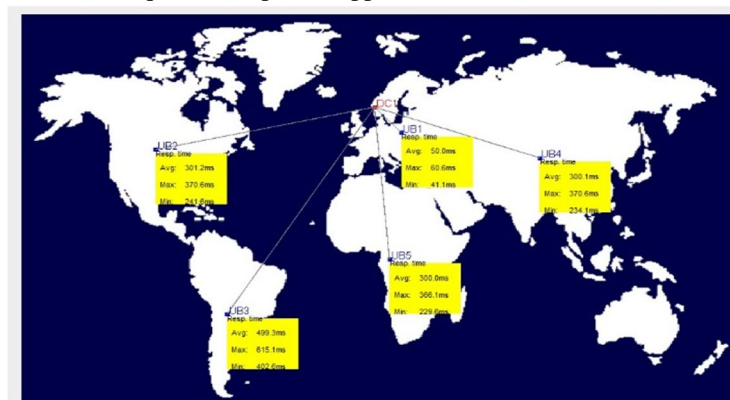 DC1
UB1
Resp. time
Avg: 50.0ms
Max: 60.6ms
Min: 41.1ms
UB2
Resp. time
Avg: 301.2ms
Max: 370.6ms
Min: 241.6ms
UB4
Resp. time
Avg: 300.1ms
Max: 370.6ms
Min: 234.1ms
UB5
Resp. time
Avg: 300.0ms
Max: 366.1ms
Min: 229.6ms
UB3
Resp. time
Avg: 499.3ms
Max: 615.1ms
Min: 402.6ms